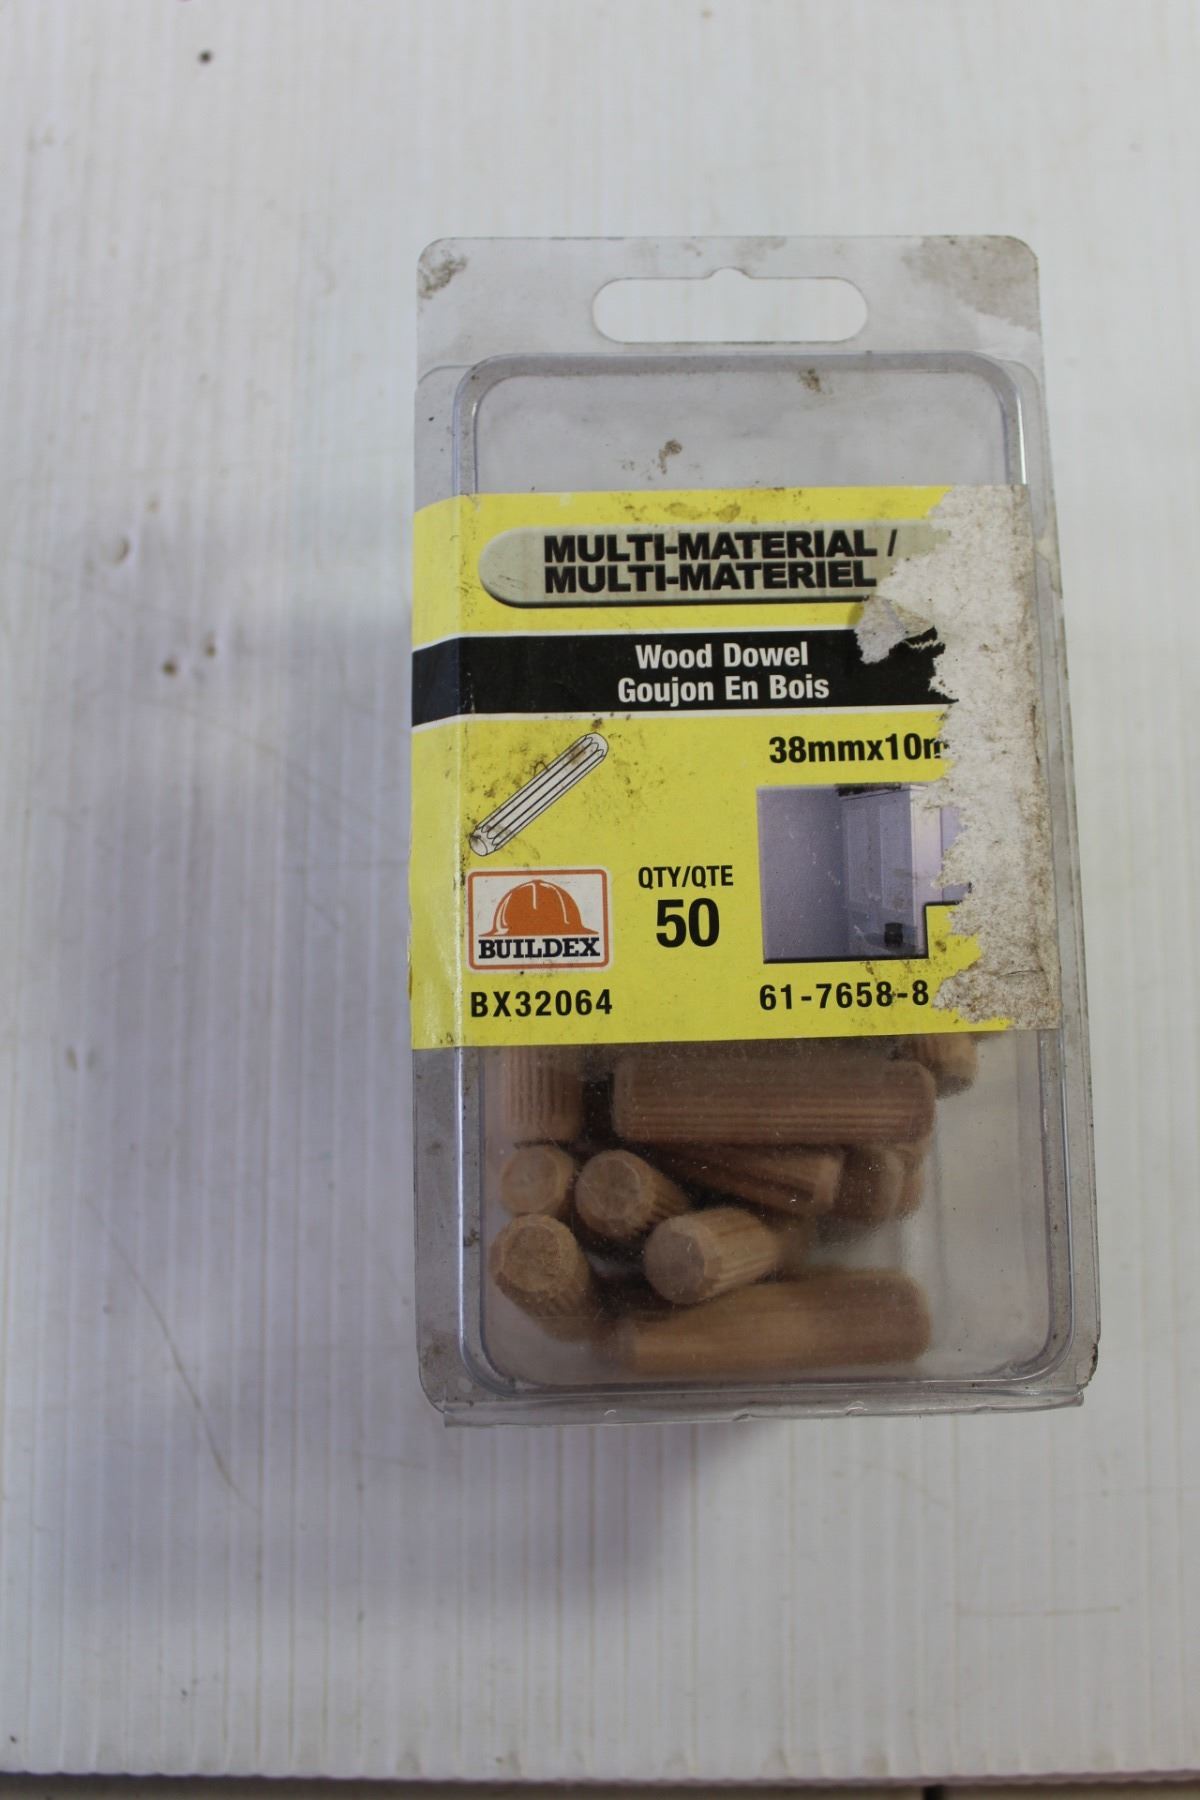 MULTI-MATERIAL /
MULTI-MATERIEL
Wood Dowel
Goujon En Bois
38mmx10m
QTY/QTE
50
BUILDEX
BX32064
61-7658-8